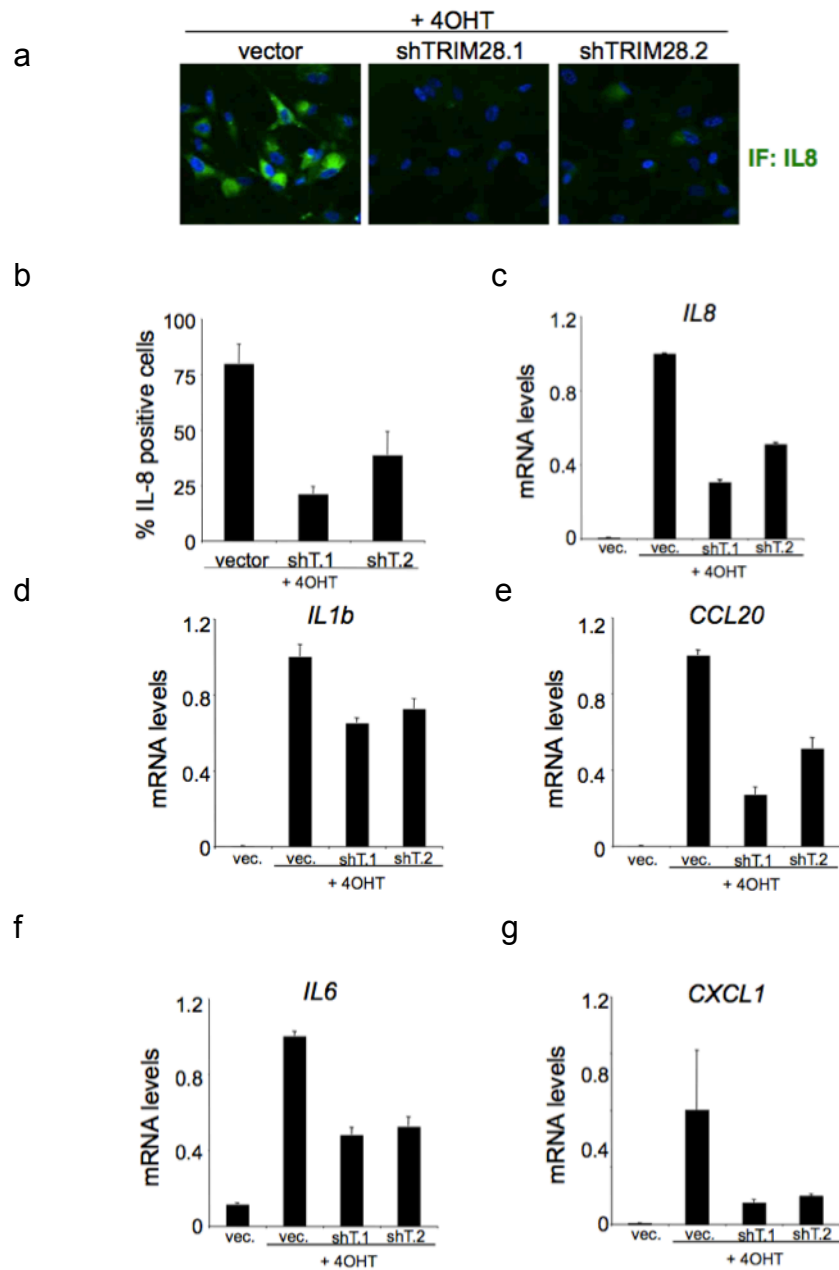 + 4OHT
a
vector shTRIM28.1 shTRIM28.2
IF: IL8
b
% IL-8 positive cells
100
75
50
25
0
vector shT.1 shT.2
+ 4OHT
c
IL8
mRNA levels
1.2
0.8
0.4
0
vec. vec. shT.1 shT.2
+ 4OHT
d
IL1b
mRNA levels
1.2
0.8
0.4
0
vec. vec. shT.1 shT.2
+ 4OHT
e
CCL20
mRNA levels
1.2
0.8
0.4
0
vec. vec. shT.1 shT.2
+ 4OHT
f
IL6
mRNA levels
1.2
0.8
0.4
0
vec. vec. shT.1 shT.2
+ 4OHT
g
CXCL1
mRNA levels
1.2
0.8
0.4
0
vec. vec. shT.1 shT.2
+ 4OHT